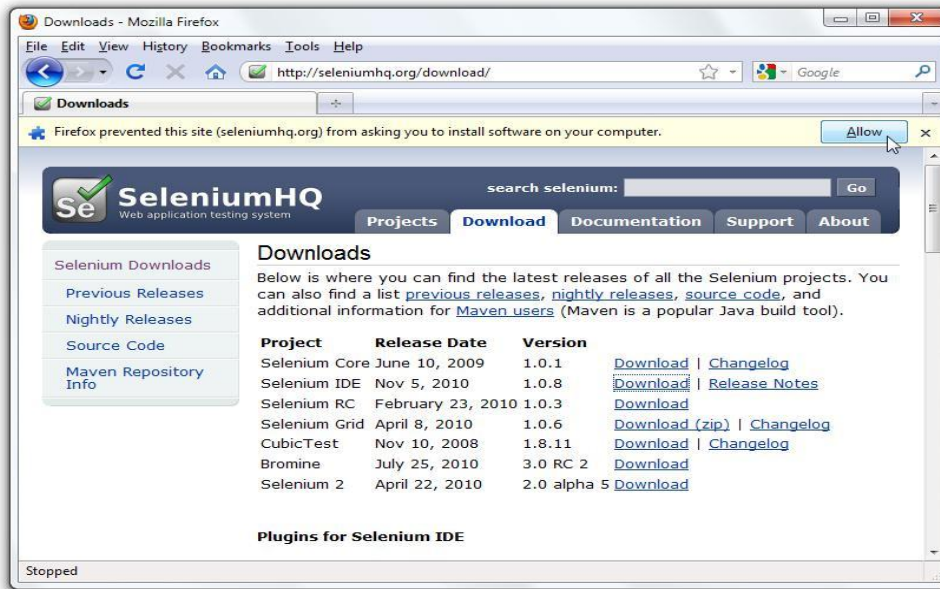 Downloads - Mozilla Firefox
File Edit View History Bookmarks Tools Help
http://seleniumhq.org/download/
Google
Downloads
Firefox prevented this site (seleniumhq.org) from asking you to install software on your computer.
Allow
Se
SeleniumHQ
Web application testing system
search selenium:
Go
Projects Download Documentation Support About
Selenium Downloads
Previous Releases
Nightly Releases
Source Code
Maven Repository
Info
Downloads
Below is where you can find the latest releases of all the Selenium projects. You
can also find a list previous releases, nightly releases, source code, and
additional information for Maven users (Maven is a popular Java build tool).
Project Release Date Version
Selenium Core June 10, 2009 1.0.1 Download | Changelog
Selenium IDE Nov 5, 2010 1.0.8 Download | Release Notes
Selenium RC February 23, 2010 1.0.3 Download
Selenium Grid April 8, 2010 1.0.6 Download (zip) | Changelog
CubicTest Nov 10, 2008 1.8.11 Download | Changelog
Bromine July 25, 2010 3.0 RC 2 Download
Selenium 2 April 22, 2010 2.0 alpha 5 Download
Plugins for Selenium IDE
Stopped